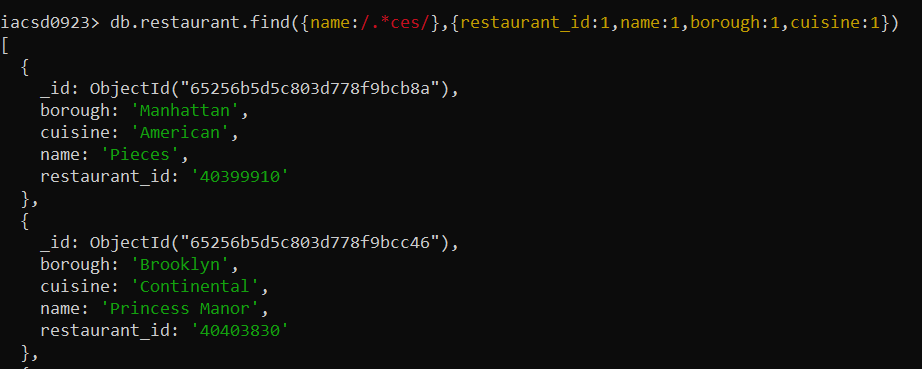 iacsd0923> db.restaurant.find({name:/.*ces/},{restaurant_id:1,name:1,borough:1,cuisine:1})
[
  {
    _id: ObjectId("65256b5d5c803d778f9bcb8a"),
    borough: 'Manhattan',
    cuisine: 'American',
    name: 'Pieces',
    restaurant_id: '40399910'
  },
  {
    _id: ObjectId("65256b5d5c803d778f9bcc46"),
    borough: 'Brooklyn',
    cuisine: 'Continental',
    name: 'Princess Manor',
    restaurant_id: '40403830'
  },
  {